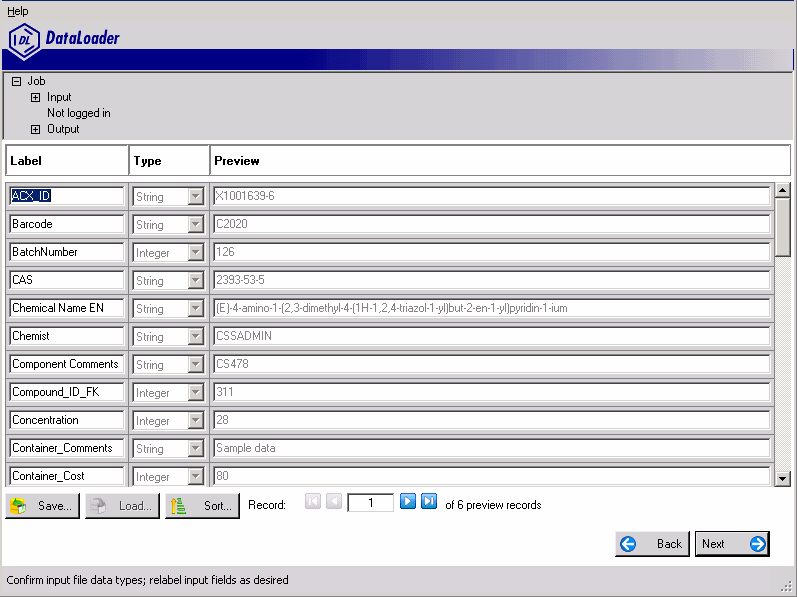 Help
DL DataLoader
Job
Input
Not logged in
Output
Label Type Preview
ACX_ID String X1001639-6
Barcode String C2020
BatchNumber Integer 126
CAS String 2393-53-5
Chemical Name EN String (E)-4-amino-1-(2,3-dimethyl-4-(1H-1,2,4-triazol-1-yl)but-2-en-1-yl)pyridin-1-ium
Chemist String CSSADMIN
Component Comments String CS478
Compound_ID_FK Integer 311
Concentration Integer 28
Container_Comments String Sample data
Container_Cost Integer 80
Save... Load... Sort... Record: 1 of 6 preview records
Back Next
Confirm input file data types; relabel input fields as desired